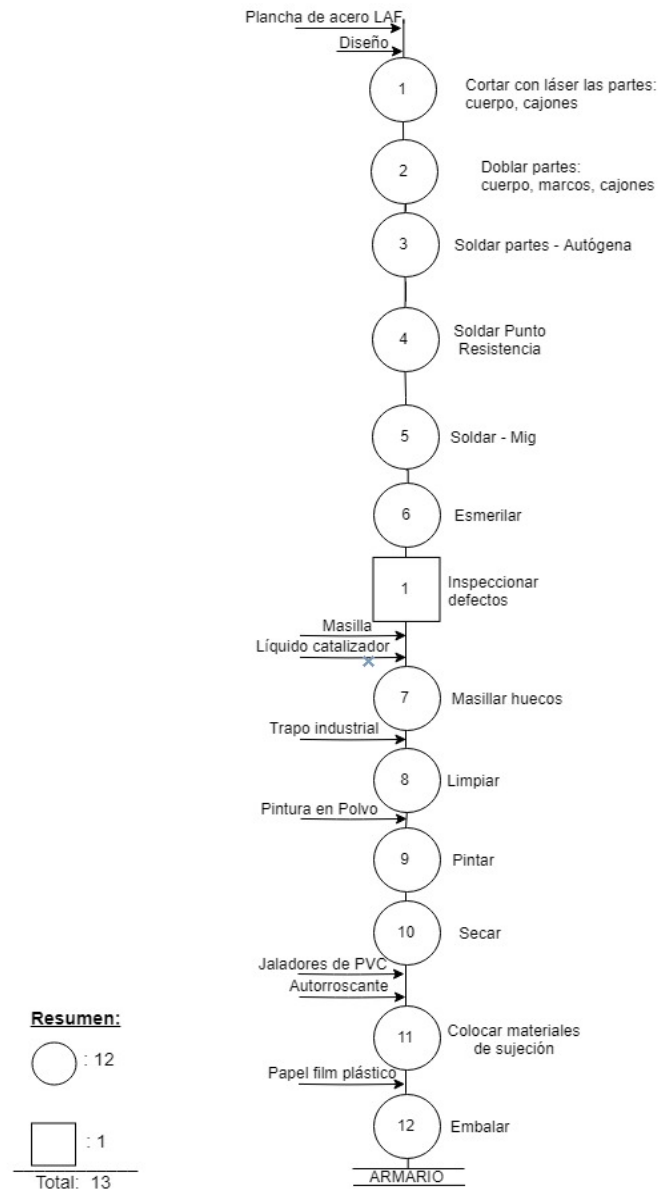 Plancha de acero LAF
Diseño
1
Cortar con láser las partes:
cuerpo, cajones
2
Doblar partes:
cuerpo, marcos, cajones
3
Soldar partes - Autógena
4
Soldar Punto
Resistencia
5
Soldar - Mig
6
Esmerilar
1
Inspeccionar
defectos
Masilla
Líquido catalizador
7
Masillar huecos
Trapo industrial
8
Limpiar
Pintura en Polvo
9
Pintar
10
Secar
Jaladores de PVC
Autorroscante
11
Colocar materiales
de sujeción
Papel film plástico
12
Embalar
ARMARIO
Resumen:
: 12
: 1
Total: 13